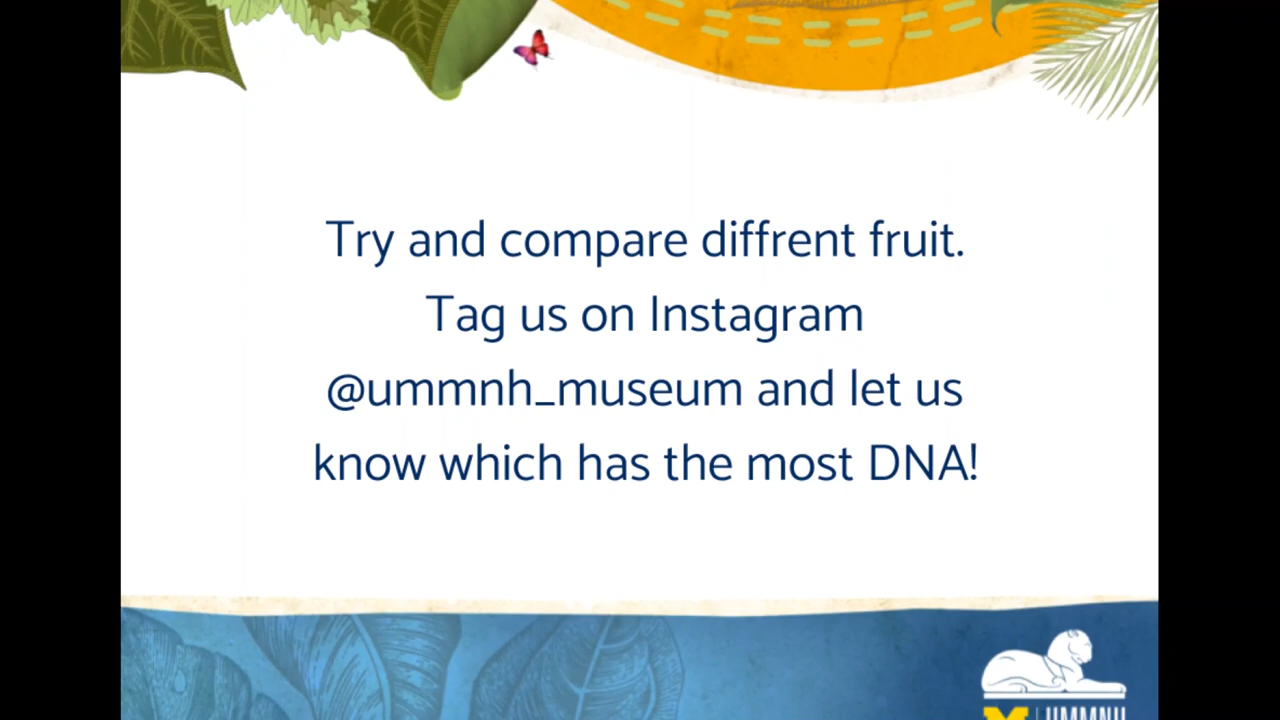 Try and compare diffrent fruit.
Tag us on Instagram
@ummnh_museum and let us
know which has the most DNA!
M | UMMNH